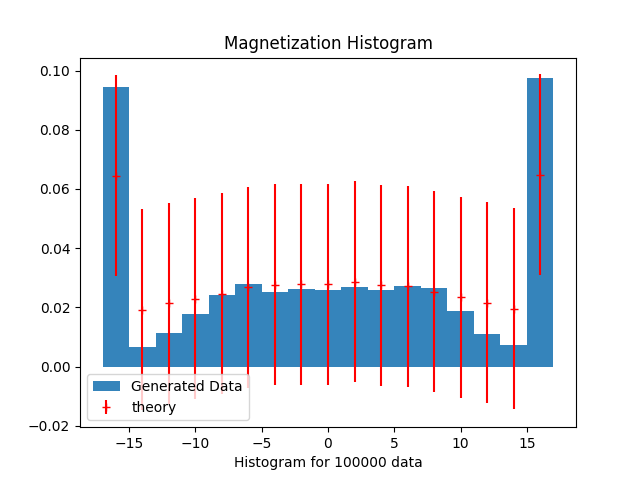 Magnetization Histogram
0.10
0.08
0.06
0.04
0.02
0.00
−0.02
Generated Data
theory
−15 −10 −5 0 5 10 15
Histogram for 100000 data